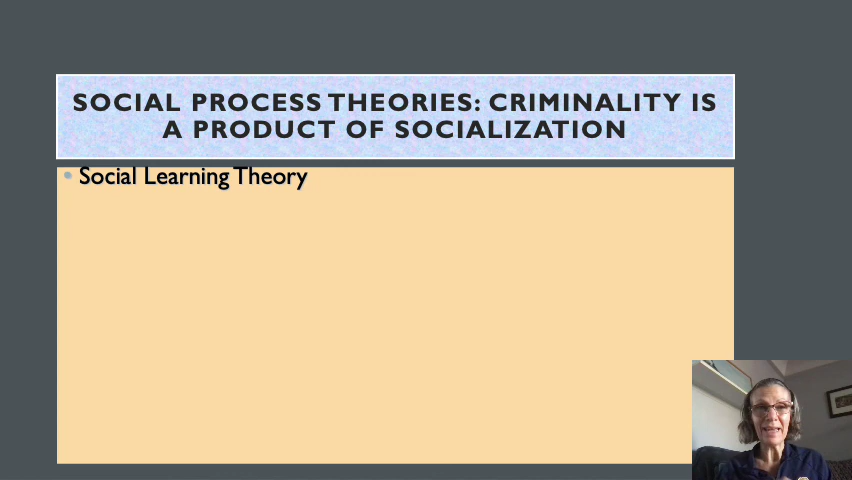 SOCIAL PROCESS THEORIES: CRIMINALITY IS
A PRODUCT OF SOCIALIZATION
• Social Learning Theory